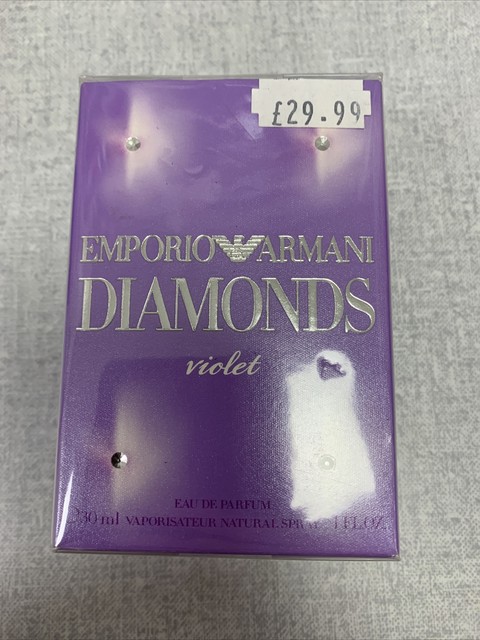 £29.99
EMPORIO ARMANI
DIAMONDS
violet
EAU DE PARFUM
30 ml VAPORISATEUR NATURAL SPRAY 1 FL.OZ.